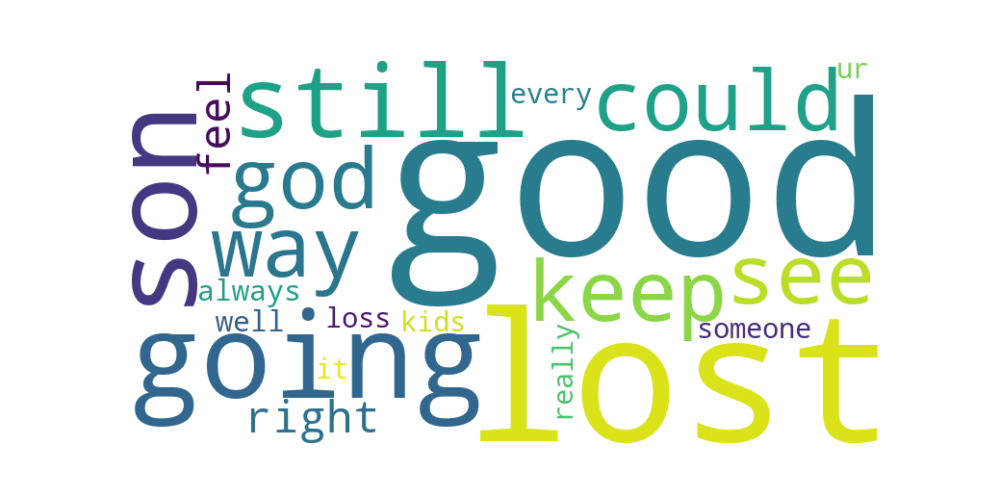 ur
every
could
still
feel
son
god
good
way
see
keep
always
well
loss
kids
someone
going
lost
really
it
right